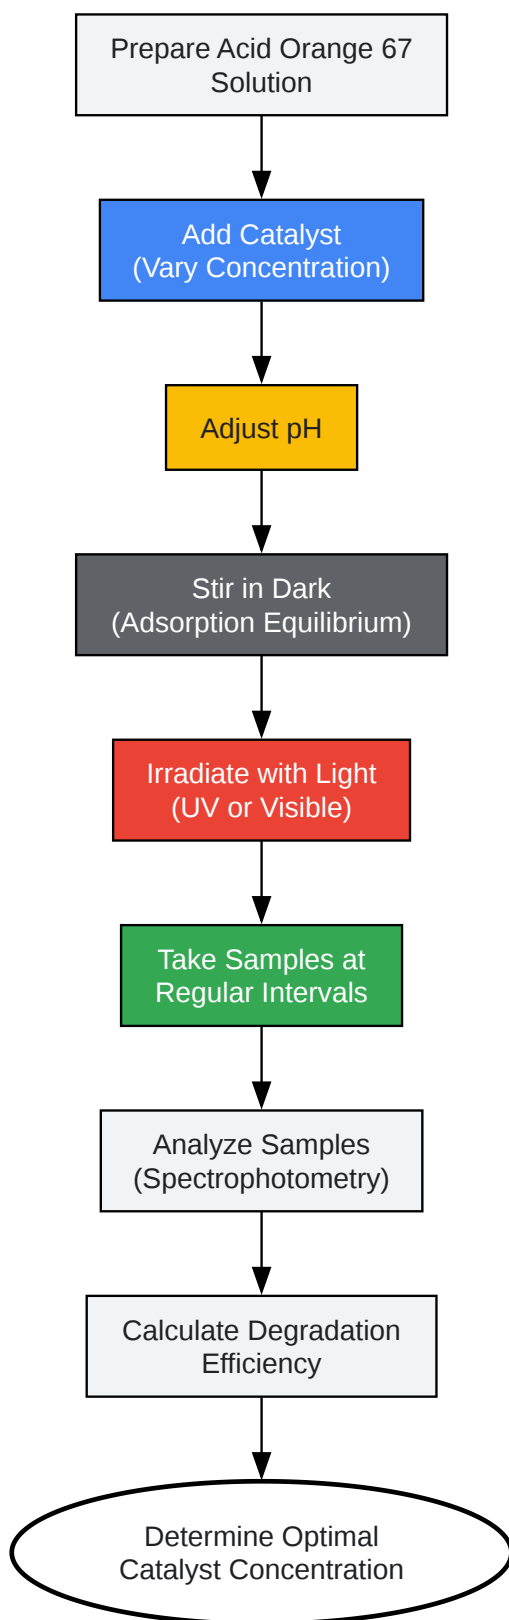 Prepare Acid Orange 67
Solution
Add Catalyst
(Vary Concentration)
Adjust pH
Stir in Dark
(Adsorption Equilibrium)
Irradiate with Light
(UV or Visible)
Take Samples at
Regular Intervals
Analyze Samples
(Spectrophotometry)
Calculate Degradation
Efficiency
Determine Optimal
Catalyst Concentration